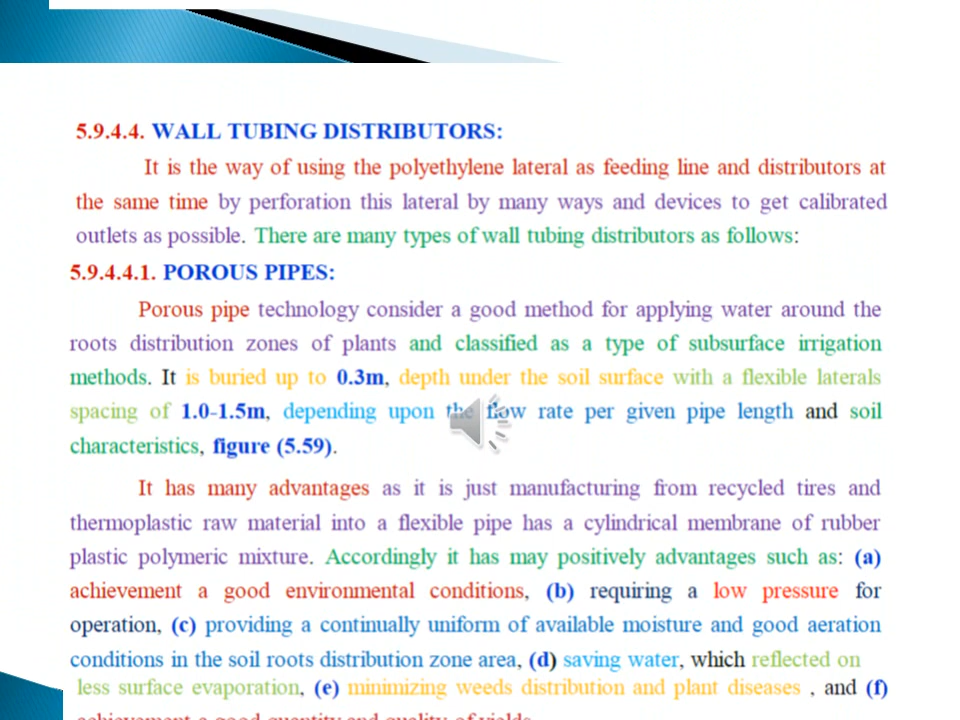 5.9.4.4. WALL TUBING DISTRIBUTORS:
It is the way of using the polyethylene lateral as feeding line and distributors at
the same time by perforation this lateral by many ways and devices to get calibrated
outlets as possible. There are many types of wall tubing distributors as follows:
5.9.4.4.1. POROUS PIPES:
Porous pipe technology consider a good method for applying water around the
roots distribution zones of plants and classified as a type of subsurface irrigation
methods. It is buried up to 0.3m, depth under the soil surface with a flexible laterals
spacing of 1.0-1.5m, depending upon the flow rate per given pipe length and soil
characteristics, figure (5.59).
It has many advantages as it is just manufacturing from recycled tires and
thermoplastic raw material into a flexible pipe has a cylindrical membrane of rubber
plastic polymeric mixture. Accordingly it has may positively advantages such as: (a)
achievement a good environmental conditions, (b) requiring a low pressure for
operation, (c) providing a continually uniform of available moisture and good aeration
conditions in the soil roots distribution zone area, (d) saving water, which reflected on
less surface evaporation, (e) minimizing weeds distribution and plant diseases , and (f)
achievement a good quantity and quality of yields.